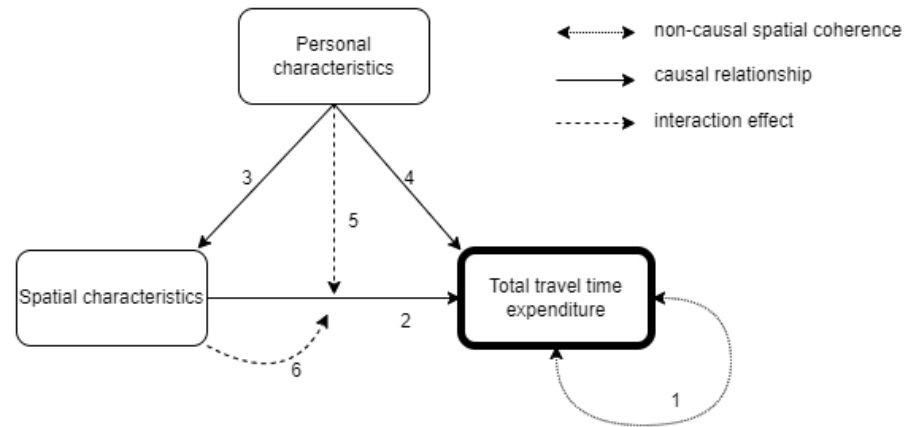 Personal
characteristics
non-causal spatial coherence
causal relationship
interaction effect
3
4
5
Spatial characteristics
Total travel time
expenditure
2
6
1